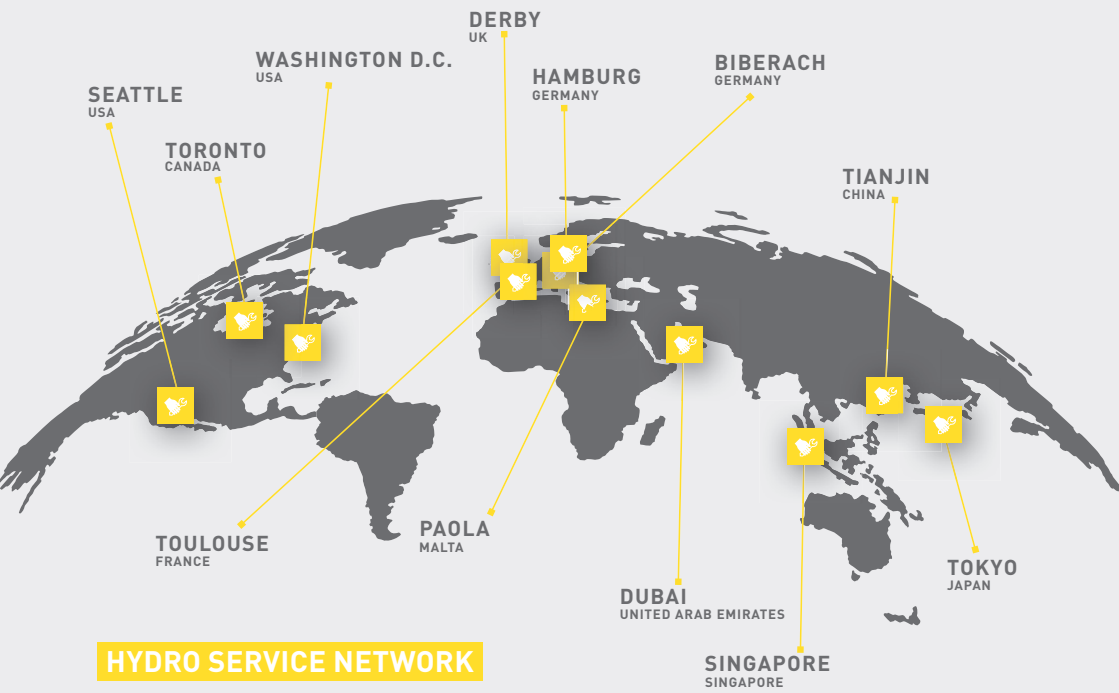 DERBY
UK
WASHINGTON D.C.
USA
HAMBURG
GERMANY
BIBERACH
GERMANY
SEATTLE
USA
TORONTO
CANADA
TIANJIN
CHINA
TOULOUSE
FRANCE
PAOLA
MALTA
DUBAI
UNITED ARAB EMIRATES
TOKYO
JAPAN
SINGAPORE
SINGAPORE
HYDRO SERVICE NETWORK